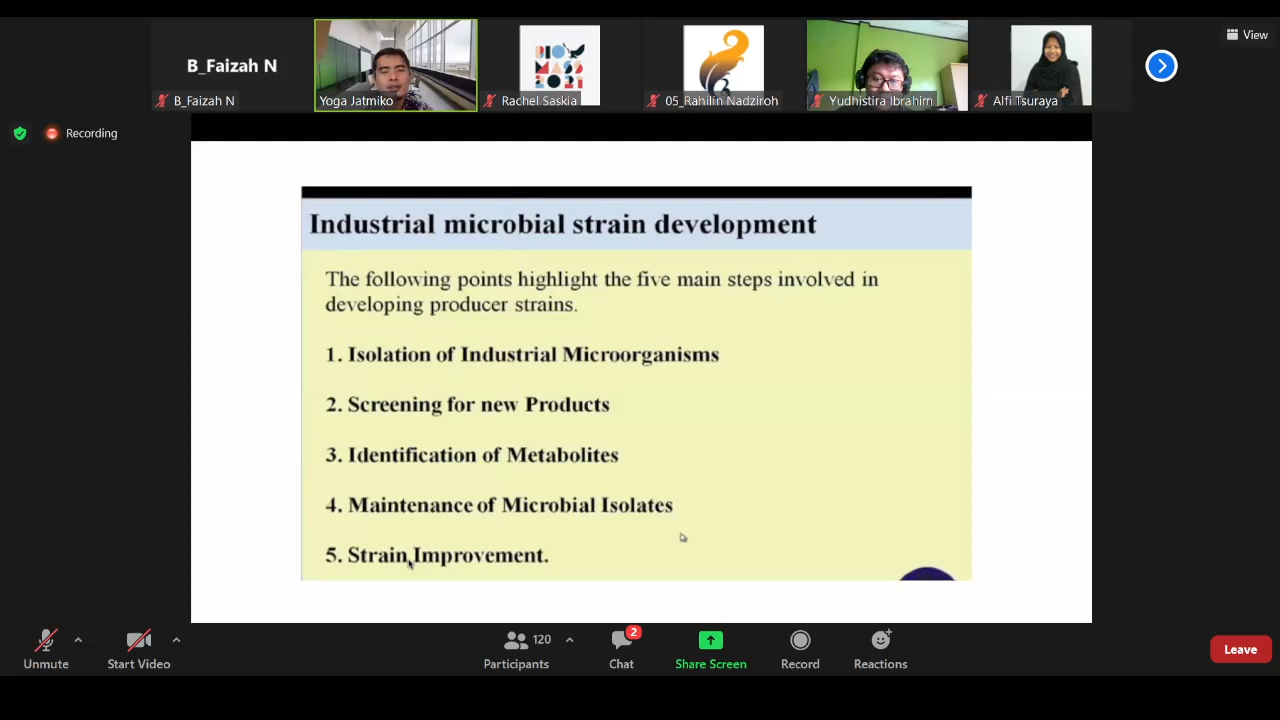 View
B_Faizah N
B_Faizah N
Yoga Jatmiko
BIO
MASS
2021
Rachel Saskia
05_Rahilin Nadziroh
Yudhistira Ibrahim
Alfi Tsuraya
Recording
Industrial microbial strain development
The following points highlight the five main steps involved in
developing producer strains.
1. Isolation of Industrial Microorganisms
2. Screening for new Products
3. Identification of Metabolites
4. Maintenance of Microbial Isolates
5. Strain Improvement.
Unmute
Start Video
120
Participants
2
Chat
Share Screen
Record
Reactions
Leave